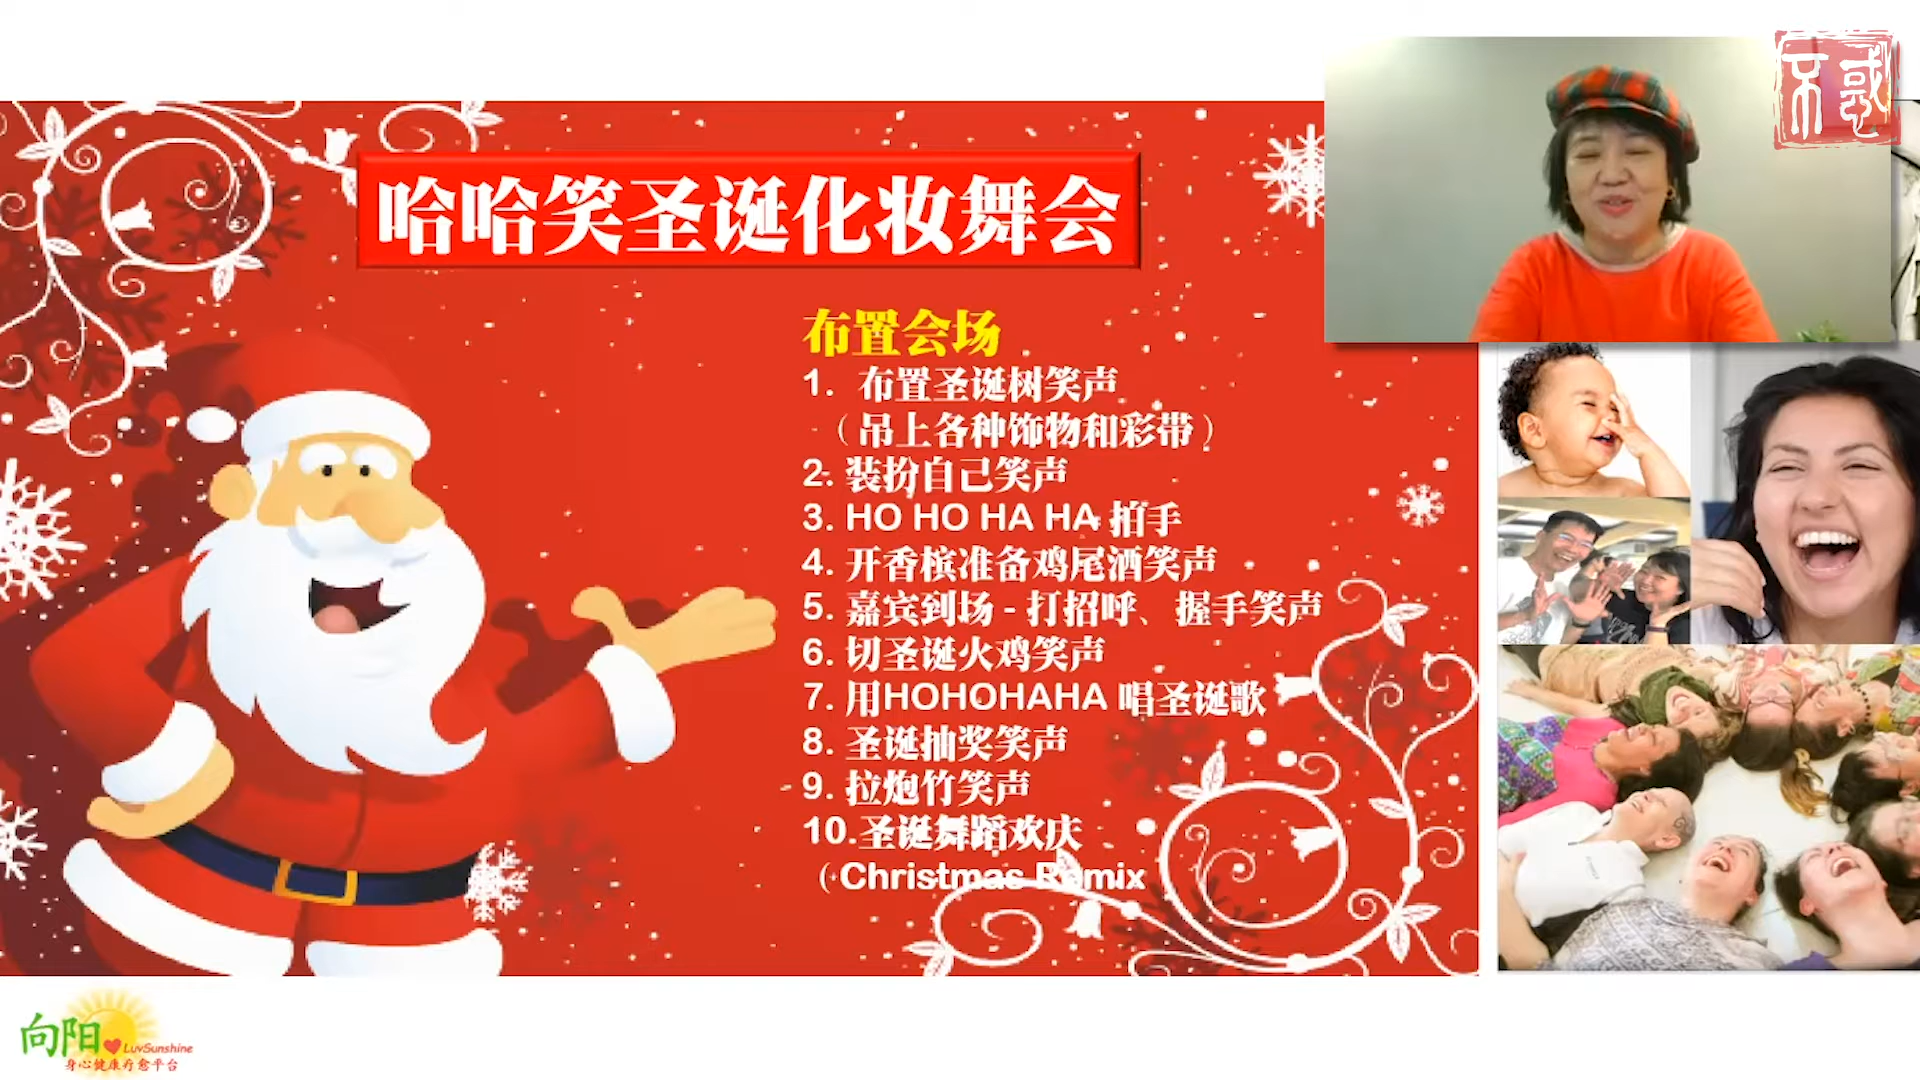 哈哈笑圣诞化妆舞会
不惑
布置会场
1. 布置圣诞树笑声
（吊上各种饰物和彩带）
2. 装扮自己笑声
3. HO HO HA HA 拍手
4. 开香槟准备鸡尾酒笑声
5. 嘉宾到场 - 打招呼、握手笑声
6. 切圣诞火鸡笑声
7. 用HOHOHAHA 唱圣诞歌
8. 圣诞抽奖笑声
9. 拉炮竹笑声
10.圣诞舞蹈欢庆
（Christmas Remix
向阳 LuvSunshine
身心健康疗愈平台